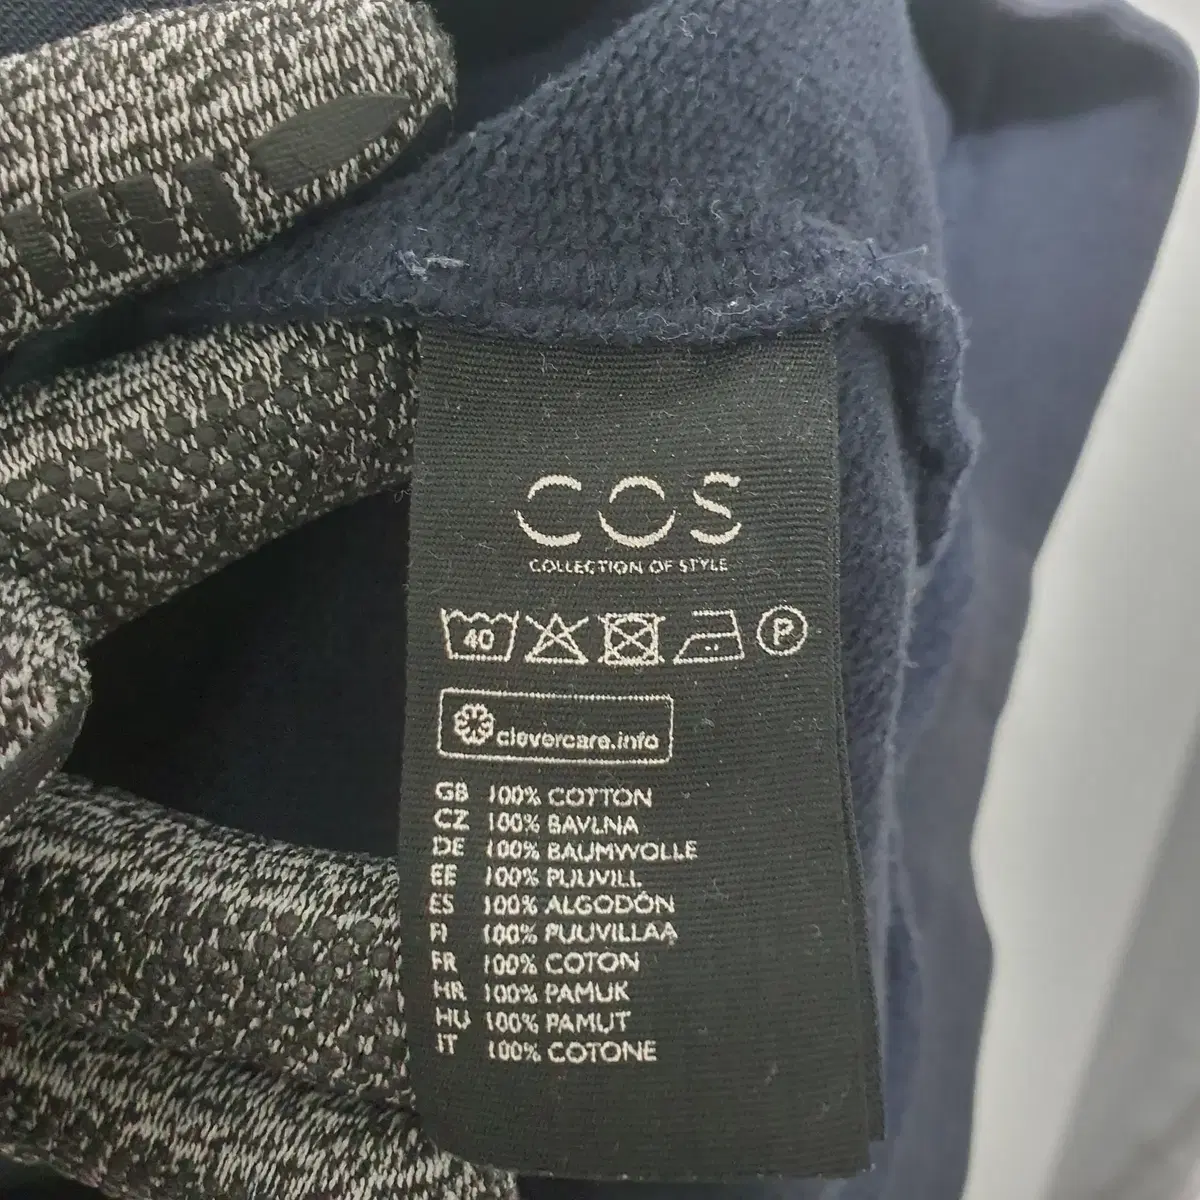 COS
COLLECTION OF STYLE
40 P
clevercare.info
GB 100% COTTON
CZ 100% BAVLNA
DE 100% BAUMWOLLE
EE 100% PUUVILL
ES 100% ALGODÓN
FI 100% PUUVILLAA
FR 100% COTON
HR 100% PAMUK
HU 100% PAMUT
IT 100% COTONE